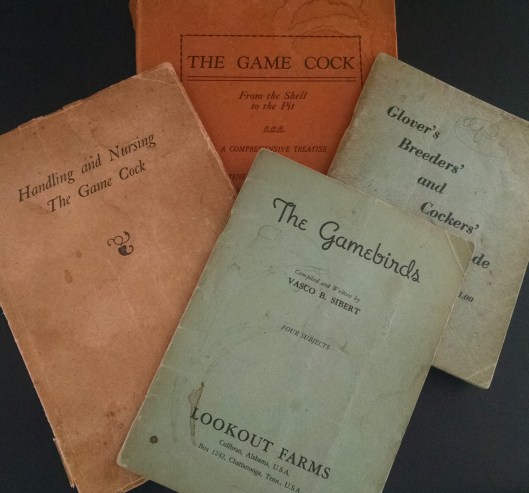 THE GAME COCK
From the Shell
to the Pit
A COMPREHENSIVE TREATISE
Handling and Nursing
The Game Cock
Glover's
Breeders'
and
Cockers'
The Gamebirds
Compiled and Written by
VASCO B. SIBERT
FOUR SUBJECTS
LOOKOUT FARMS
Collbran, Alabama, U.S.A.
Box 1242, Chattanooga, Tenn., U.S.A.